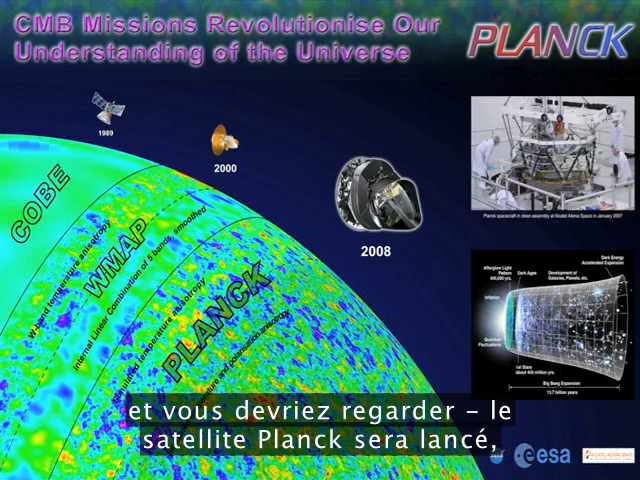 CMB Missions Revolutionise Our
Understanding of the Universe
PLANCK
1989
2000
2008
COBE
W-band temperature anisotropy
WMAP
Internal Linear Combination of 5 bands, smoothed
Simulated temperature anisotropy
PLANCK
temperature and polarisation anisotropy
Planck spacecraft in cleen assembly at Alcatel Alenia Space in January 2007
Dark Energy
Accelerated Expansion
Afterglow Light
Pattern
400,000 yrs.
Dark Ages
Development of
Galaxies, Planets, etc.
Inflation
Quantum
Fluctuations
1st Stars
about 400 million yrs.
Big Bang Expansion
13.7 billion years
et vous devriez regarder – le
satellite Planck sera lancé,
esa
ALCATEL ALENIA SPACE